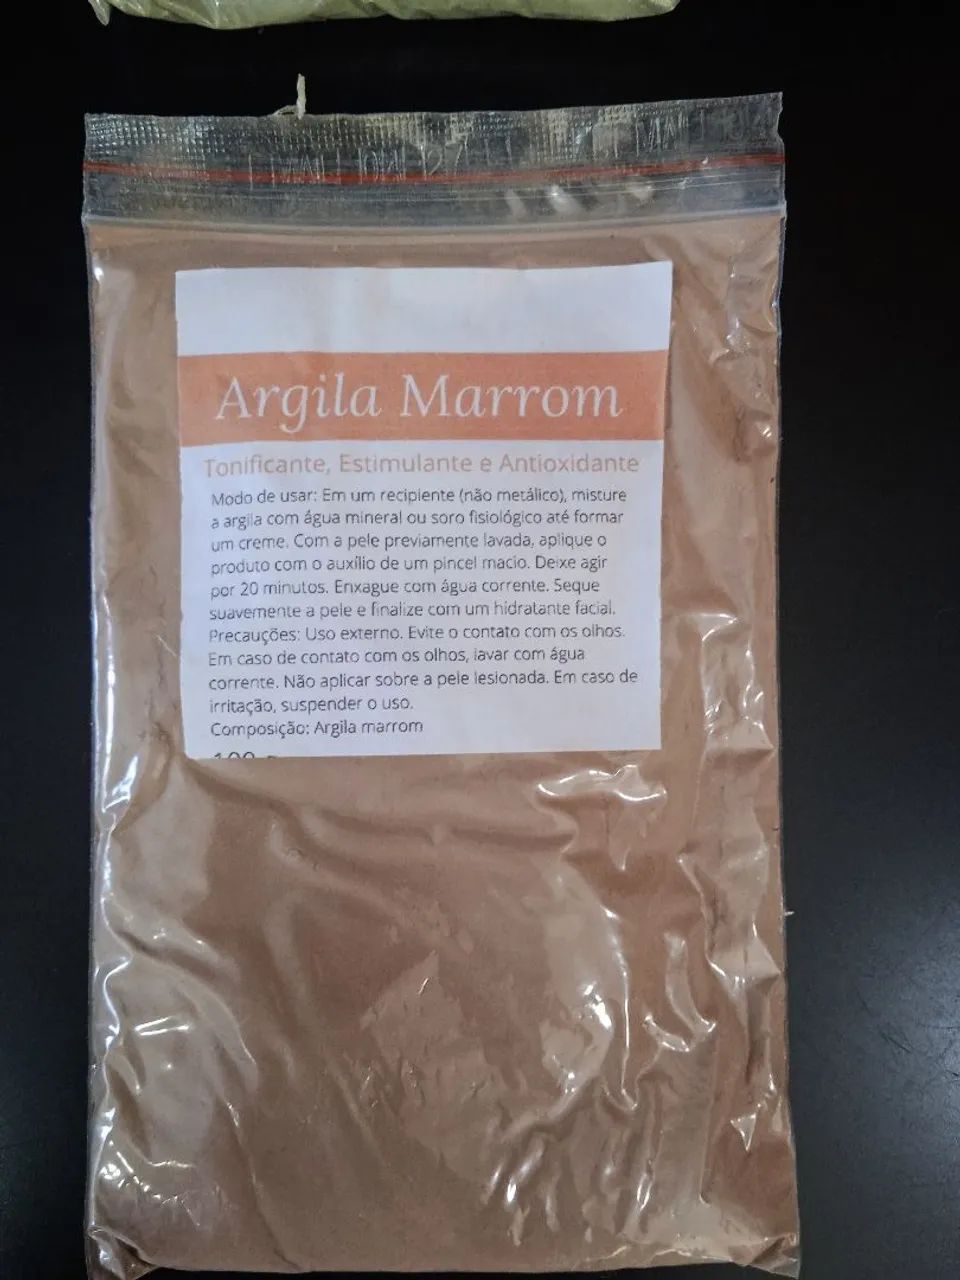 Argila Marrom
Tonificante, Estimulante e Antioxidante
Modo de usar: Em um recipiente (não metálico), misture
a argila com água mineral ou soro fisiológico até formar
um creme. Com a pele previamente lavada, aplique o
produto com o auxílio de um pincel macio. Deixe agir
por 20 minutos. Enxague com água corrente. Seque
suavemente a pele e finalize com um hidratante facial.
Precauções: Uso externo. Evite o contato com os olhos.
Em caso de contato com os olhos, lavar com água
corrente. Não aplicar sobre a pele lesionada. Em caso de
irritação, suspender o uso.
Composição: Argila marrom